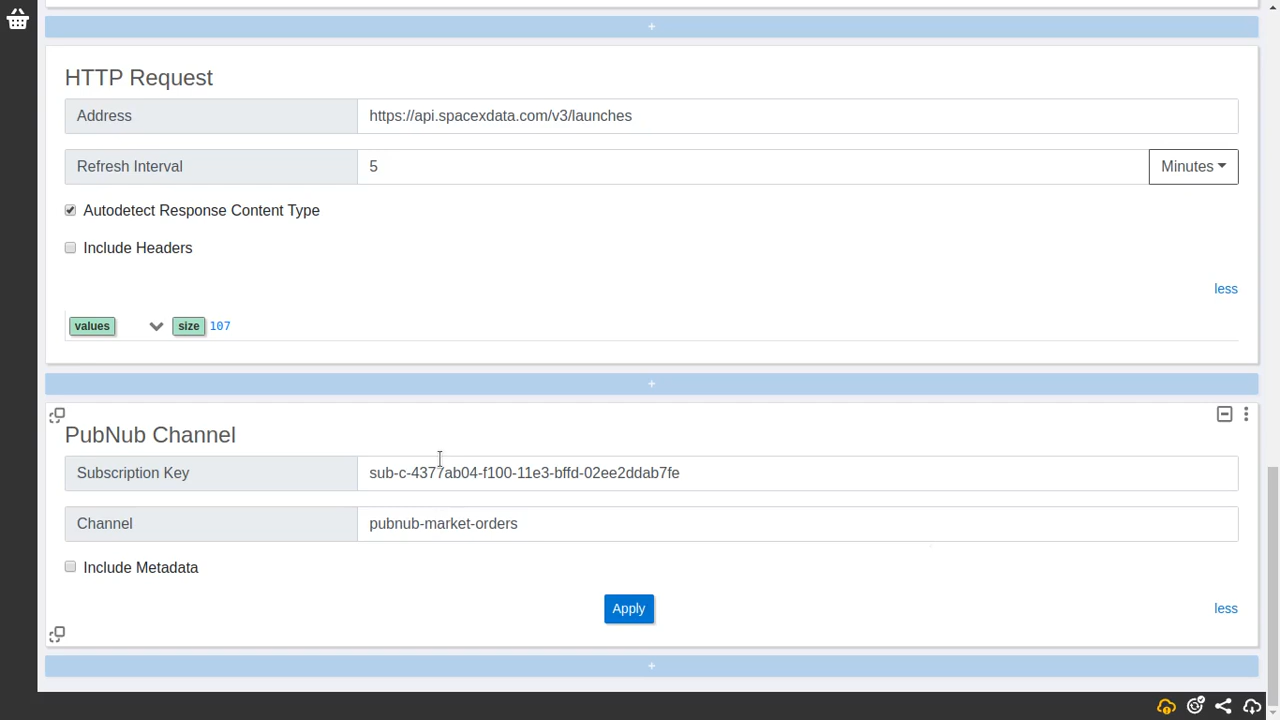 +
HTTP Request
Address https://api.spacexdata.com/v3/launches
Refresh Interval 5 Minutes
Autodetect Response Content Type
Include Headers
less
values size 107
+
PubNub Channel
Subscription Key sub-c-4377ab04-f100-11e3-bffd-02ee2ddab7fe
Channel pubnub-market-orders
Include Metadata
Apply less
+